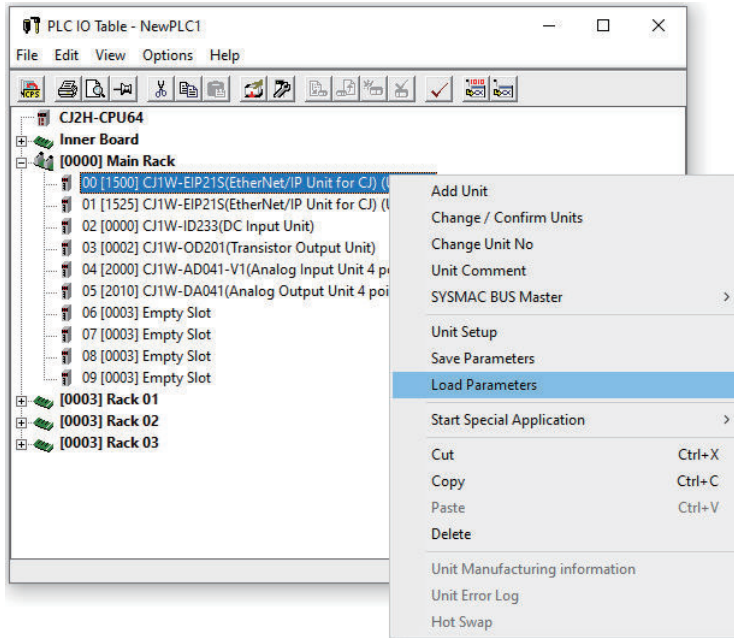 PLC IO Table - NewPLC1
File Edit View Options Help
CJ2H-CPU64
Inner Board
[0000] Main Rack
00 [1500] CJ1W-EIP21S(EtherNet/IP Unit for CJ) (
01 [1525] CJ1W-EIP21S(EtherNet/IP Unit for CJ) (
02 [0000] CJ1W-ID233(DC Input Unit)
03 [0002] CJ1W-OD201(Transistor Output Unit)
04 [2000] CJ1W-AD041-V1(Analog Input Unit 4
05 [2010] CJ1W-DA041(Analog Output Unit 4
06 [0003] Empty Slot
07 [0003] Empty Slot
08 [0003] Empty Slot
09 [0003] Empty Slot
[0003] Rack 01
[0003] Rack 02
[0003] Rack 03
Add Unit
Change / Confirm Units
Change Unit No
Unit Comment
SYSMAC BUS Master >
Unit Setup
Save Parameters
Load Parameters
Start Special Application >
Cut Ctrl+X
Copy Ctrl+C
Paste Ctrl+V
Delete
Unit Manufacturing information
Unit Error Log
Hot Swap